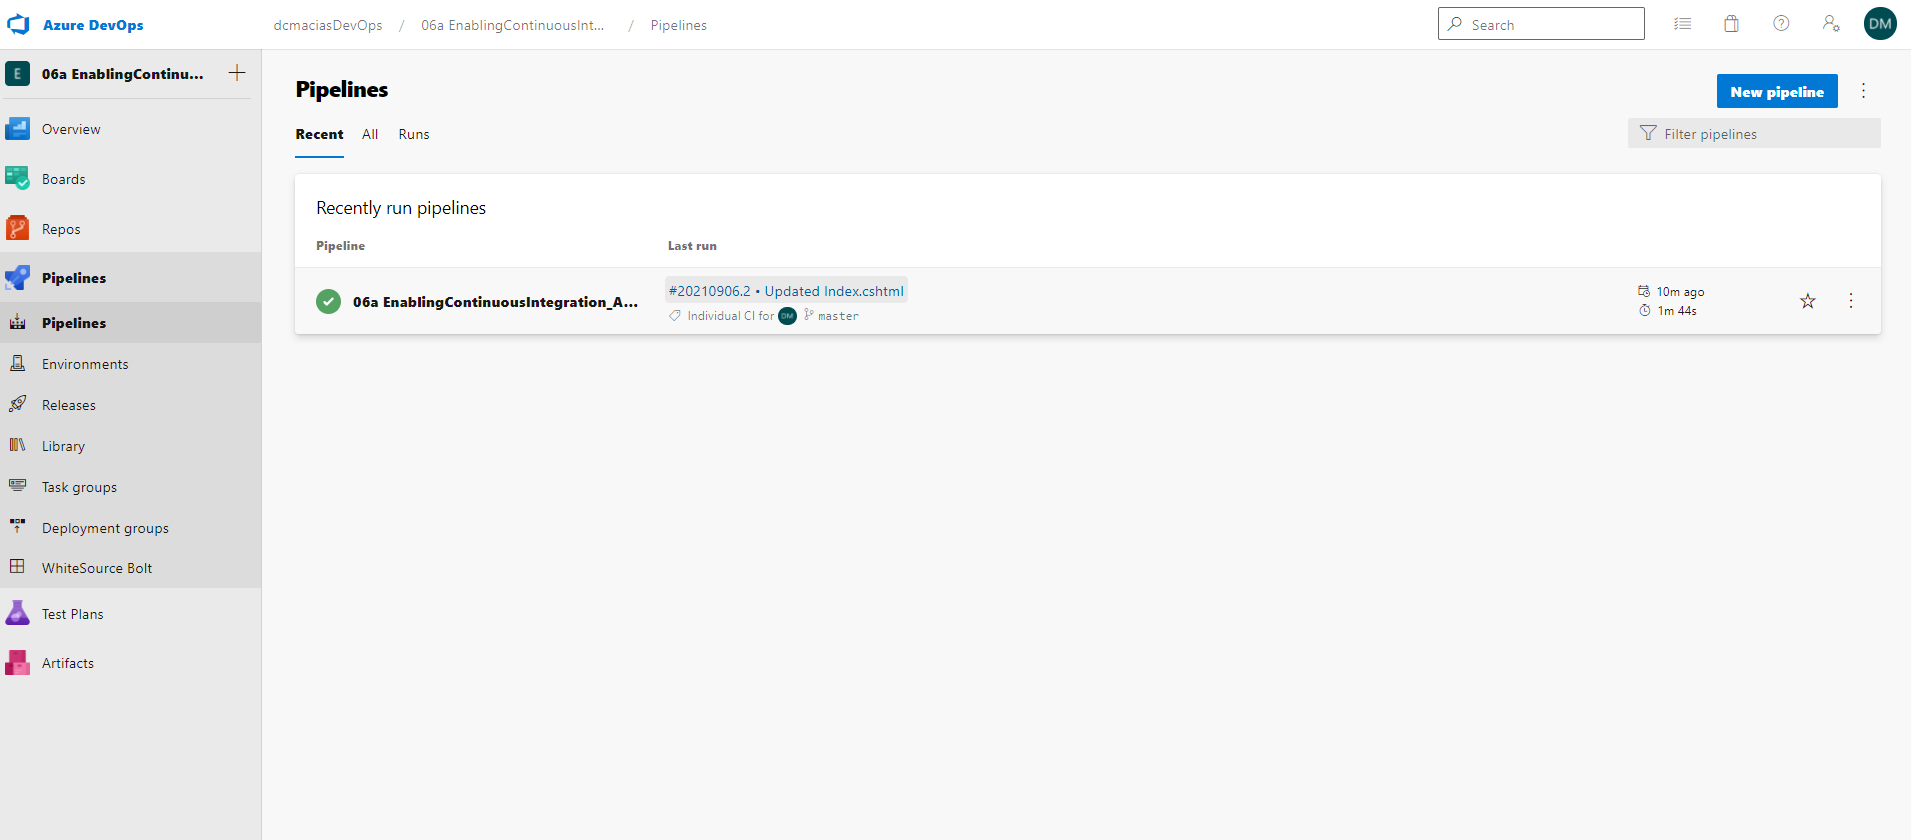 Azure DevOps
dcmaciasDevOps / 06a EnablingContinuousInt... / Pipelines
Search
DM
E 06a EnablingContinu...
Overview
Boards
Repos
Pipelines
Pipelines
Environments
Releases
Library
Task groups
Deployment groups
WhiteSource Bolt
Test Plans
Artifacts
Pipelines
New pipeline
Recent All Runs
Filter pipelines
Recently run pipelines
Pipeline Last run
06a EnablingContinuousIntegration_A...
#20210906.2 • Updated Index.cshtml
Individual CI for DM master
10m ago
1m 44s